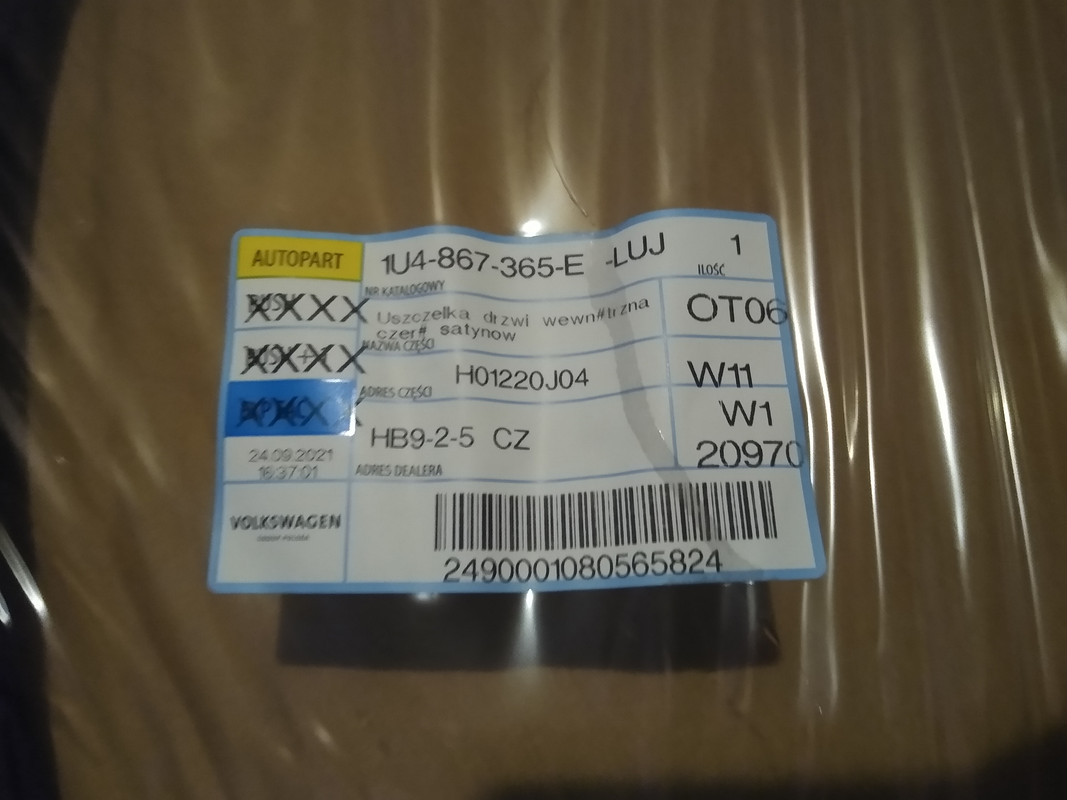 AUTOPART
1U4-867-365-E -LUJ
1
NR KATALOGOWY
ILOŚĆ
XXXX
Uszczelka drzwi wewn#trzna
czer# satynow
OT06
NAZWA CZĘŚCI
XXXX
H01220J04
W11
ADRES CZĘŚCI
HB9-2-5 CZ
W1
20970
ADRES DEALERA
24.09.2021
16:37:01
VOLKSWAGEN
2490001080565824